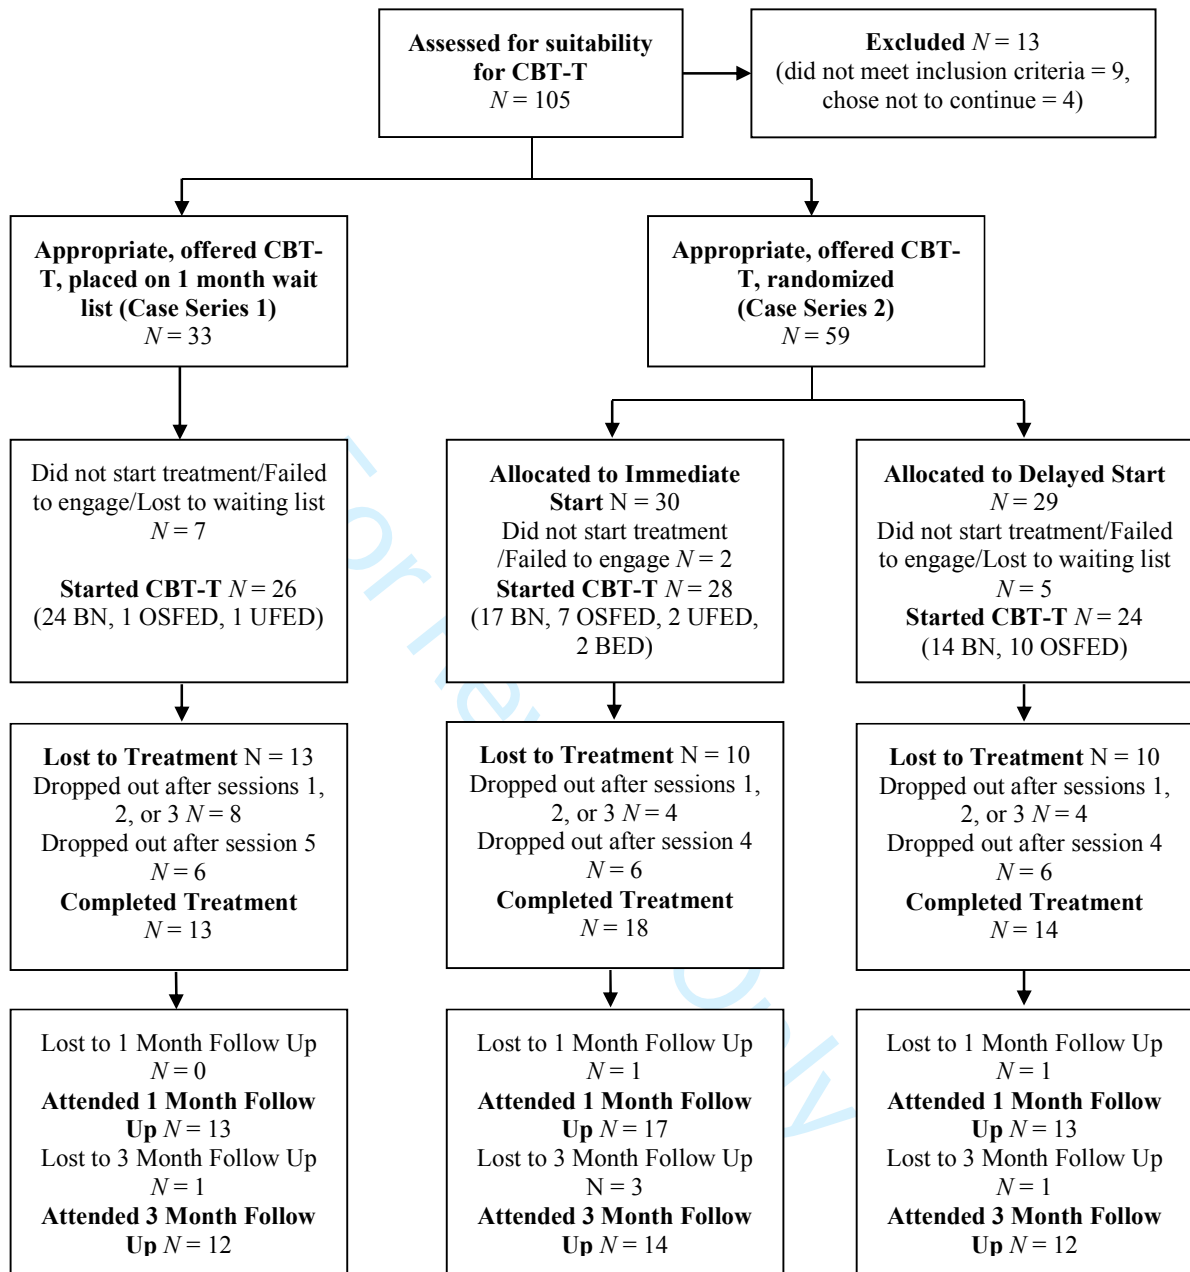 Assessed for suitability
for CBT-T
N = 105
Excluded N = 13
(did not meet inclusion criteria = 9,
chose not to continue = 4)
Appropriate, offered CBT-
T, placed on 1 month wait
list (Case Series 1)
N = 33
Appropriate, offered CBT-
T, randomized
(Case Series 2)
N = 59
Did not start treatment/Failed
to engage/Lost to waiting list
N = 7
Started CBT-T N = 26
(24 BN, 1 OSFED, 1 UFED)
Allocated to Immediate
Start N = 30
Did not start treatment
/Failed to engage N = 2
Started CBT-T N = 28
(17 BN, 7 OSFED, 2 UFED,
2 BED)
Allocated to Delayed Start
N = 29
Did not start treatment/Failed
to engage/Lost to waiting list
N = 5
Started CBT-T N = 24
(14 BN, 10 OSFED)
Lost to Treatment N = 13
Dropped out after sessions 1,
2, or 3 N = 8
Dropped out after session 5
N = 6
Completed Treatment
N = 13
Lost to Treatment N = 10
Dropped out after sessions 1,
2, or 3 N = 4
Dropped out after session 4
N = 6
Completed Treatment
N = 18
Lost to Treatment N = 10
Dropped out after sessions 1,
2, or 3 N = 4
Dropped out after session 4
N = 6
Completed Treatment
N = 14
Lost to 1 Month Follow Up
N = 0
Attended 1 Month Follow
Up N = 13
Lost to 3 Month Follow Up
N = 1
Attended 3 Month Follow
Up N = 12
Lost to 1 Month Follow Up
N = 1
Attended 1 Month Follow
Up N = 17
Lost to 3 Month Follow Up
N = 3
Attended 3 Month Follow
Up N = 14
Lost to 1 Month Follow Up
N = 1
Attended 1 Month Follow
Up N = 13
Lost to 3 Month Follow Up
N = 1
Attended 3 Month Follow
Up N = 12
For Only